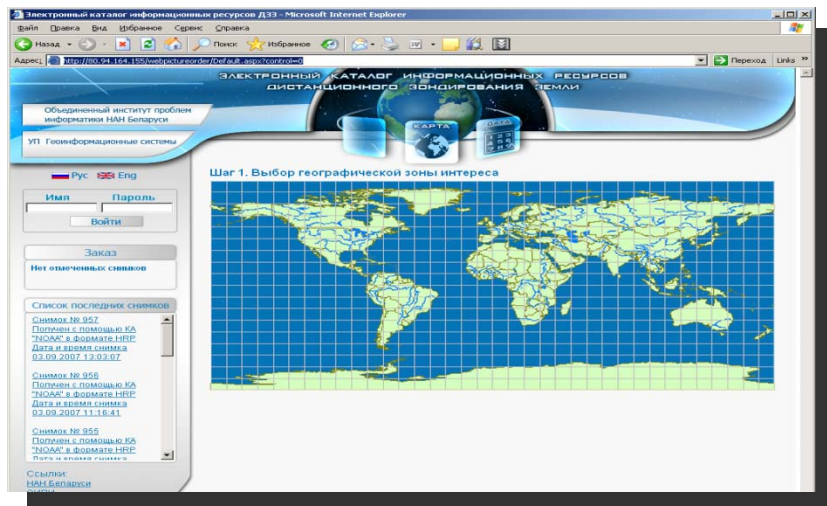 Электронный каталог информационных ресурсов ДЗЗ - Microsoft Internet Explorer
Файл Правка Вид Избранное Сервис Справка
Назад Поиск Избранное
Адрес: http://80.94.164.155/webpictureorder/Default.aspx?control=0 Переход Links »
ЭЛЕКТРОННЫЙ КАТАЛОГ ИНФОРМАЦИОННЫХ РЕСУРСОВ
ДИСТАНЦИОННОГО ЗОНДИРОВАНИЯ ЗЕМЛИ
Объединенный институт проблем
информатики НАН Беларуси
УП Геоинформационные системы
КАРТА
ДАТА
Рус Eng
Шаг 1. Выбор географической зоны интереса
Имя Пароль
Войти
Заказ
Нет отмеченных снимков
Список последних снимков
Снимок № 957
Получен с помощью КА
"NOAA" в формате HRP
Дата и время снимка
03.09.2007 13:03:07
Снимок № 956
Получен с помощью КА
"NOAA" в формате HRP
Дата и время снимка
03.09.2007 11:16:41
Снимок № 955
Получен с помощью КА
"NOAA" в формате HRP
Дата и время снимка
Ссылки:
НАН Беларуси